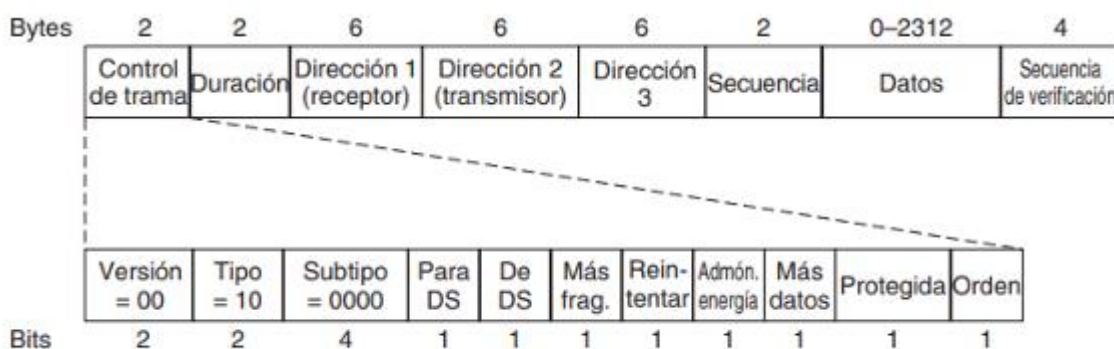 Bytes 2 2 6 6 6 2 0–2312 4
Control de trama Duración Dirección 1 (receptor) Dirección 2 (transmisor) Dirección 3 Secuencia Datos Secuencia de verificación
Versión = 00 Tipo = 10 Subtipo = 0000 Para DS De DS Más frag. Rein-tentar Admón. energía Más datos Protegida Orden
Bits 2 2 4 1 1 1 1 1 1 1 1